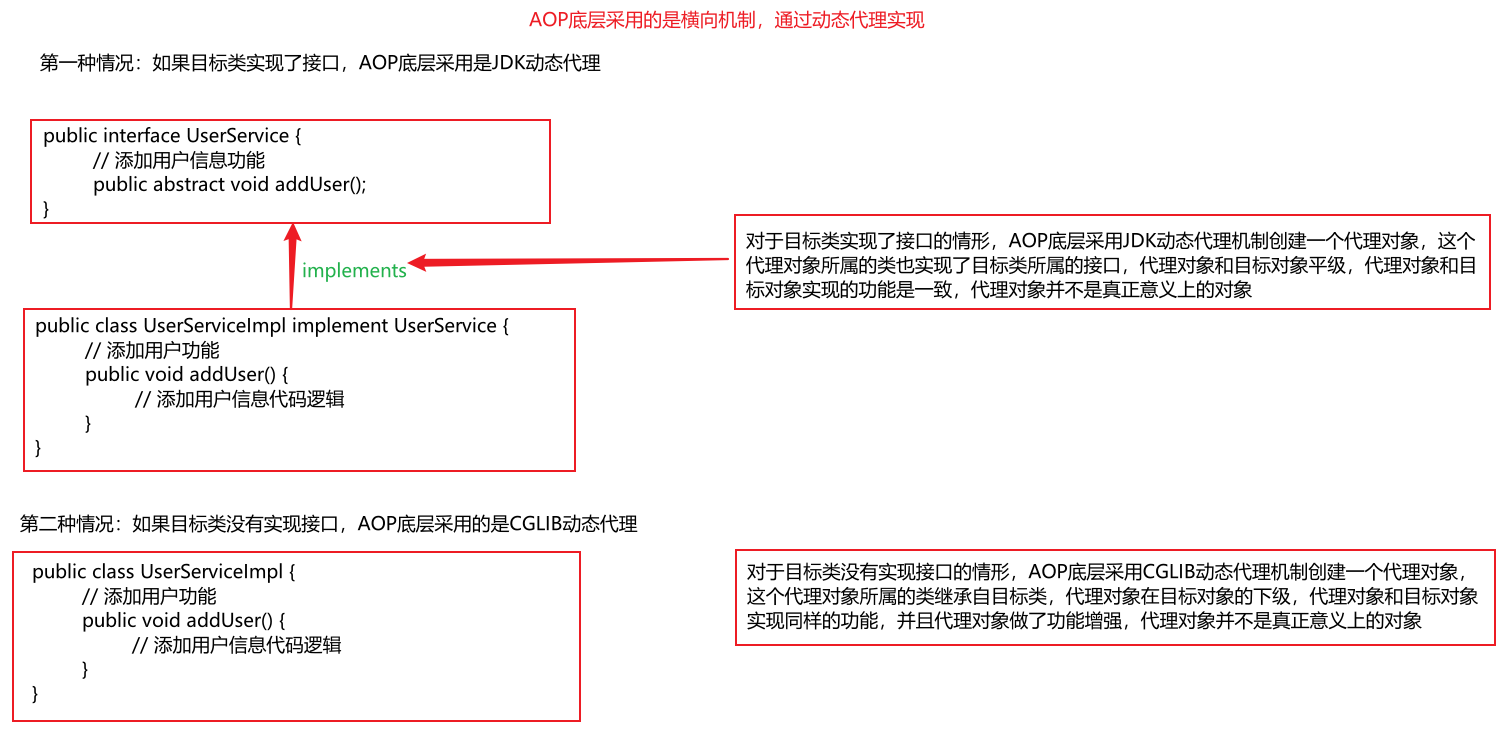 AOP底层采用的是横向机制，通过动态代理实现
第一种情况：如果目标类实现了接口，AOP底层采用是JDK动态代理
public interface UserService {
// 添加用户信息功能
public abstract void addUser();
}
implements
对于目标类实现了接口的情形，AOP底层采用JDK动态代理机制创建一个代理对象，这个
代理对象所属的类也实现了目标类所属的接口，代理对象和目标对象平级，代理对象和目
标对象实现的功能是一致，代理对象并不是真正意义上的对象
public class UserServiceImpl implement UserService {
// 添加用户功能
public void addUser() {
// 添加用户信息代码逻辑
}
}
第二种情况：如果目标类没有实现接口，AOP底层采用的是CGLIB动态代理
public class UserServiceImpl {
// 添加用户功能
public void addUser() {
// 添加用户信息代码逻辑
}
}
对于目标类没有实现接口的情形，AOP底层采用CGLIB动态代理机制创建一个代理对象，
这个代理对象所属的类继承自目标类，代理对象在目标对象的下级，代理对象和目标对象
实现同样的功能，并且代理对象做了功能增强，代理对象并不是真正意义上的对象